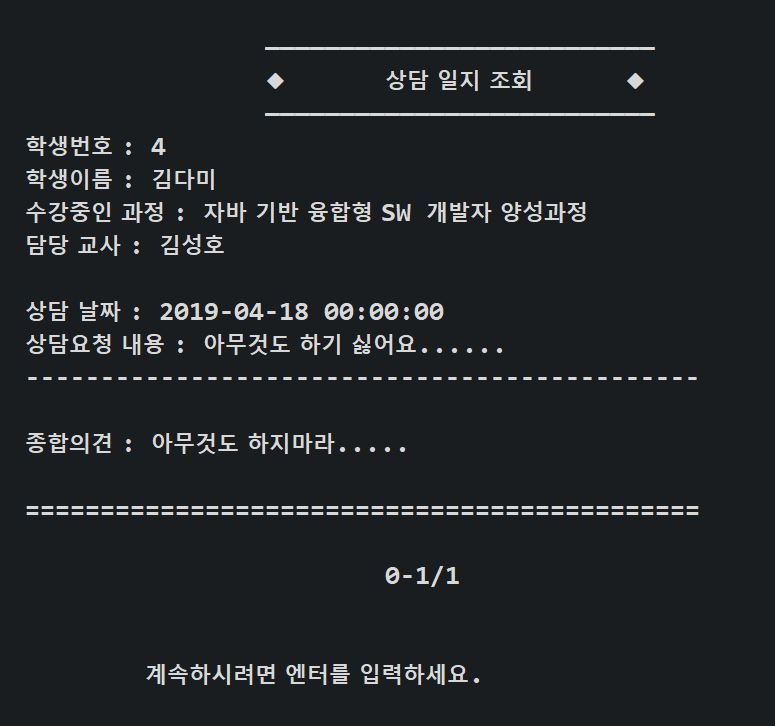 ◆ 상담 일지 조회 ◆
학생번호 : 4
학생이름 : 김다미
수강중인 과정 : 자바 기반 융합형 SW 개발자 양성과정
담당 교사 : 김성호
상담 날짜 : 2019-04-18 00:00:00
상담요청 내용 : 아무것도 하기 싫어요......
---------------------------------------------
종합의견 : 아무것도 하지마라.....
=============================================
0-1/1
계속하시려면 엔터를 입력하세요.